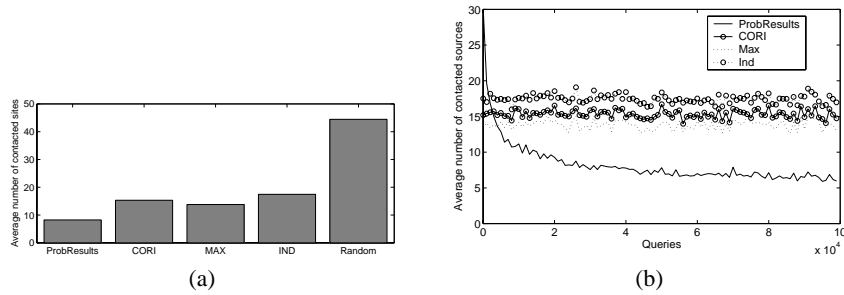 50
40
30
20
10
0
Average number of contacted sites
ProbResults CORI MAX IND Random
(a)
30
25
20
15
10
5
0
Average number of contacted sources
ProbResults
CORI
Max
Ind
0 2 4 6 8 10
Queries
x 10^4
(b)